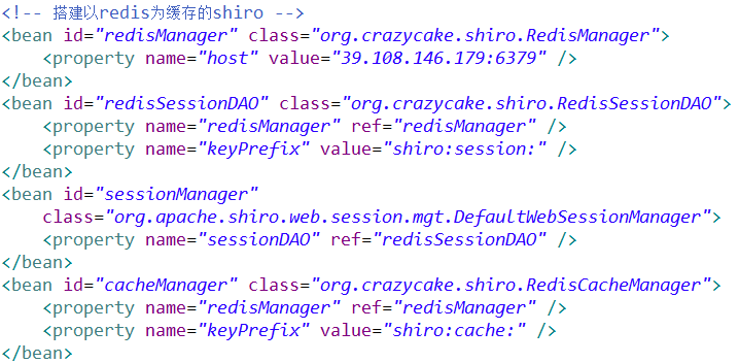 <!-- 搭建以redis为缓存的shiro -->
<bean id="redisManager" class="org.crazycake.shiro.RedisManager">
    <property name="host" value="39.108.146.179:6379" />
</bean>
<bean id="redisSessionDAO" class="org.crazycake.shiro.RedisSessionDAO">
    <property name="redisManager" ref="redisManager" />
    <property name="keyPrefix" value="shiro:session:" />
</bean>
<bean id="sessionManager"
    class="org.apache.shiro.web.session.mgt.DefaultWebSessionManager">
    <property name="sessionDAO" ref="redisSessionDAO" />
</bean>
<bean id="cacheManager" class="org.crazycake.shiro.RedisCacheManager">
    <property name="redisManager" ref="redisManager" />
    <property name="keyPrefix" value="shiro:cache:" />
</bean>